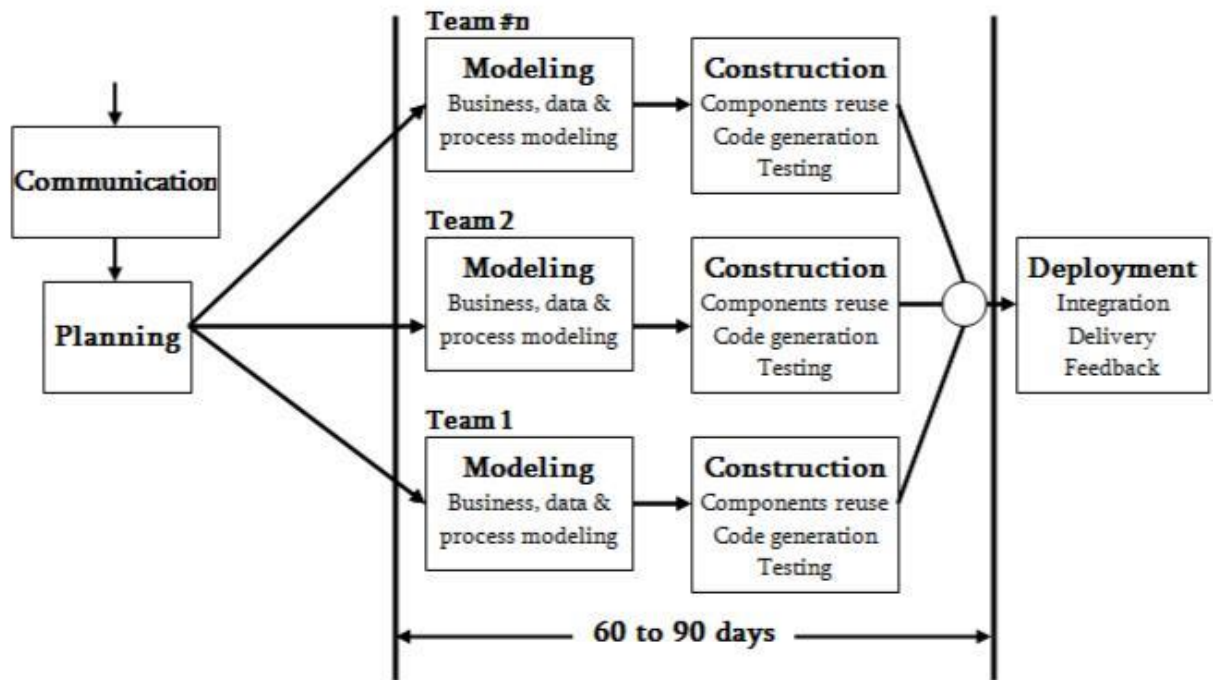 Communication
Planning
Team #n
Modeling
Business, data &
process modeling
Construction
Components reuse
Code generation
Testing
Team 2
Modeling
Business, data &
process modeling
Construction
Components reuse
Code generation
Testing
Team 1
Modeling
Business, data &
process modeling
Construction
Components reuse
Code generation
Testing
Deployment
Integration
Delivery
Feedback
60 to 90 days